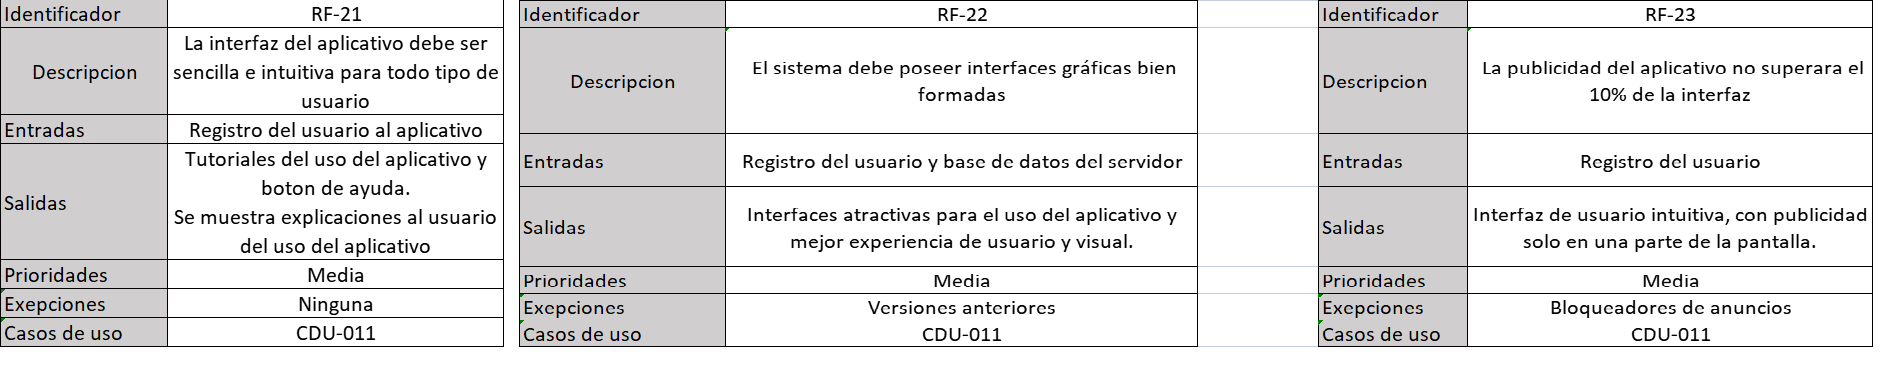 Identificador
RF-21
Descripcion
La interfaz del aplicativo debe ser
sencilla e intuitiva para todo tipo de
usuario
Entradas
Registro del usuario al aplicativo
Salidas
Tutoriales del uso del aplicativo y
boton de ayuda.
Se muestra explicaciones al usuario
del uso del aplicativo
Prioridades
Media
Exepciones
Ninguna
Casos de uso
CDU-011
Identificador
RF-22
Descripcion
El sistema debe poseer interfaces gráficas bien
formadas
Entradas
Registro del usuario y base de datos del servidor
Salidas
Interfaces atractivas para el uso del aplicativo y
mejor experiencia de usuario y visual.
Prioridades
Media
Exepciones
Versiones anteriores
Casos de uso
CDU-011
Identificador
RF-23
Descripcion
La publicidad del aplicativo no superara el
10% de la interfaz
Entradas
Registro del usuario
Salidas
Interfaz de usuario intuitiva, con publicidad
solo en una parte de la pantalla.
Prioridades
Media
Exepciones
Bloqueadores de anuncios
Casos de uso
CDU-011